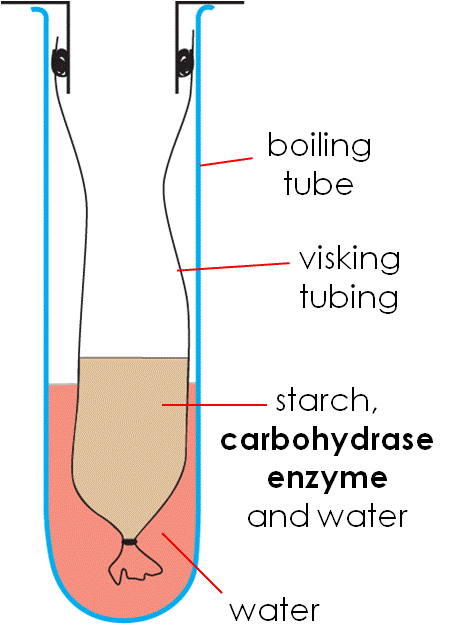 boiling
tube
visking
tubing
starch,
carbohydrase
enzyme
and water
water